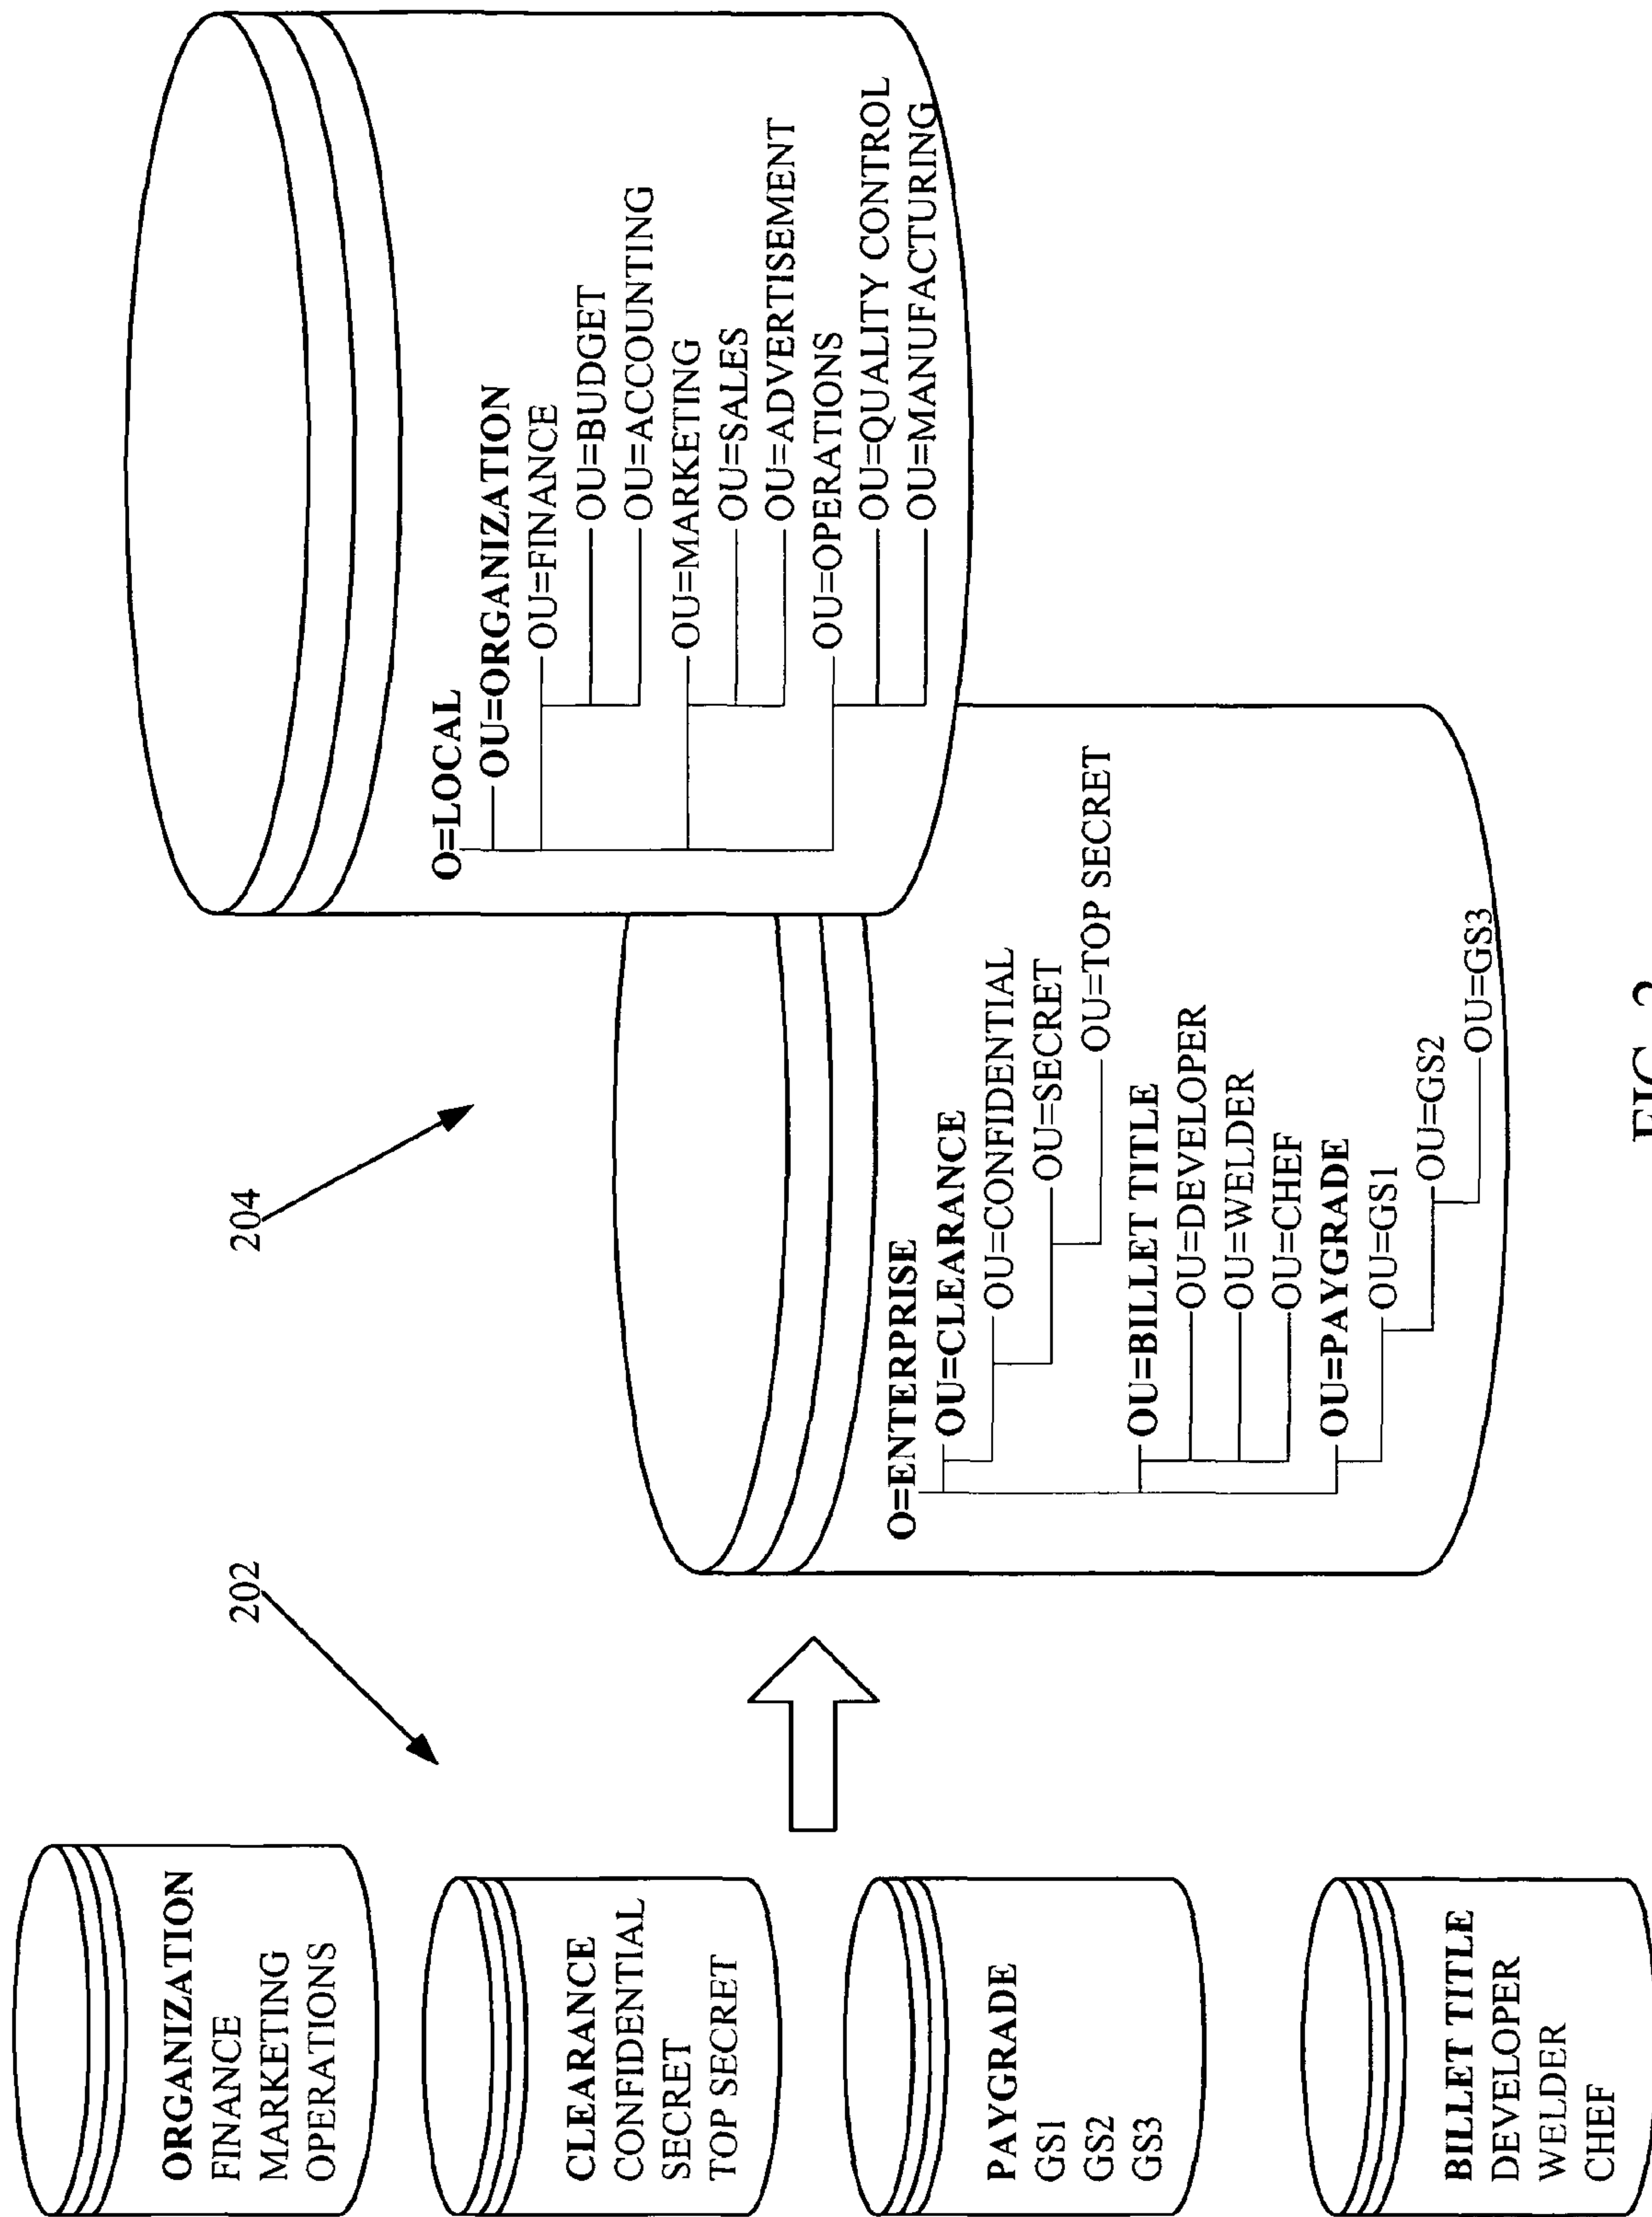 202
204
ORGANIZATION
FINANCE
MARKETING
OPERATIONS
CLEARANCE
CONFIDENTIAL
SECRET
TOP SECRET
PAYGRADE
GS1
GS2
GS3
BILLET TITLE
DEVELOPER
WELDER
CHEF
O=ENTERPRISE
OU=CLEARANCE
OU=CONFIDENTIAL
OU=SECRET
OU=TOP SECRET
OU=BILLET TITLE
OU=DEVELOPER
OU=WELDER
OU=CHEF
OU=PAYGRADE
OU=GS1
OU=GS2
OU=GS3
O=LOCAL
OU=ORGANIZATION
OU=FINANCE
OU=BUDGET
OU=ACCOUNTING
OU=MARKETING
OU=SALES
OU=ADVERTISEMENT
OU=OPERATIONS
OU=QUALITY CONTROL
OU=MANUFACTURING